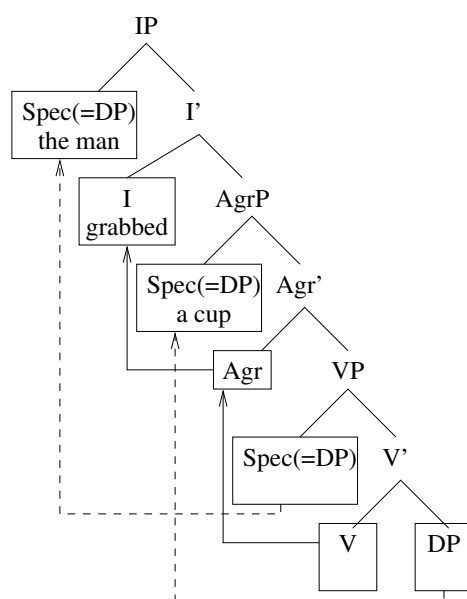 IP
Spec(=DP) I'
the man
I AgrP
grabbed
Spec(=DP) Agr'
a cup
Agr VP
Spec(=DP) V'
V DP